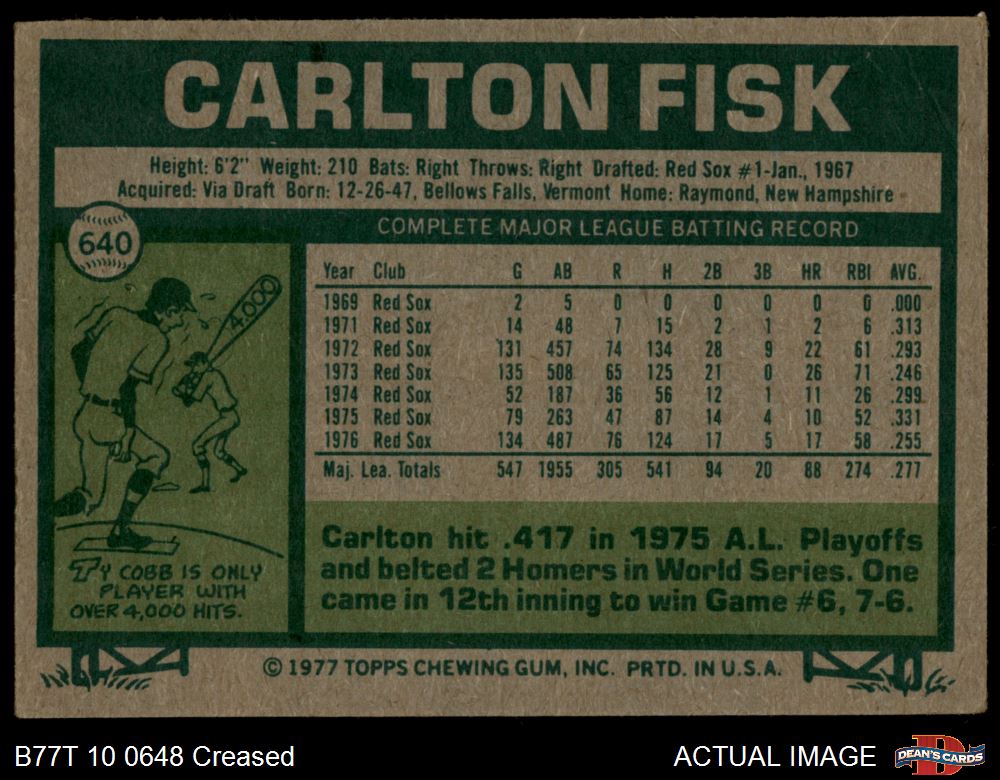 CARLTON FISK
Height: 6'2" Weight: 210 Bats: Right Throws: Right Drafted: Red Sox #1-Jan., 1967
Acquired: Via Draft Born: 12-26-47, Bellows Falls, Vermont Home: Raymond, New Hampshire
640
COMPLETE MAJOR LEAGUE BATTING RECORD
Year Club G AB R H 2B 3B HR RBI AVG.
1969 Red Sox 2 5 0 0 0 0 0 0 .000
1971 Red Sox 14 48 7 15 2 1 2 6 .313
1972 Red Sox 131 457 74 134 28 9 22 61 .293
1973 Red Sox 135 508 65 125 21 0 26 71 .246
1974 Red Sox 52 187 36 56 12 1 11 26 .299
1975 Red Sox 79 263 47 87 14 4 10 52 .331
1976 Red Sox 134 487 76 124 17 5 17 58 .255
Maj. Lea. Totals 547 1955 305 541 94 20 88 274 .277
4,000
TY COBB IS ONLY
PLAYER WITH
OVER 4,000 HITS.
Carlton hit .417 in 1975 A.L. Playoffs
and belted 2 Homers in World Series. One
came in 12th inning to win Game #6, 7-6.
© 1977 TOPPS CHEWING GUM, INC. PRTD. IN U.S.A.
B77T 10 0648 Creased
ACTUAL IMAGE
D
DEAN'S CARDS